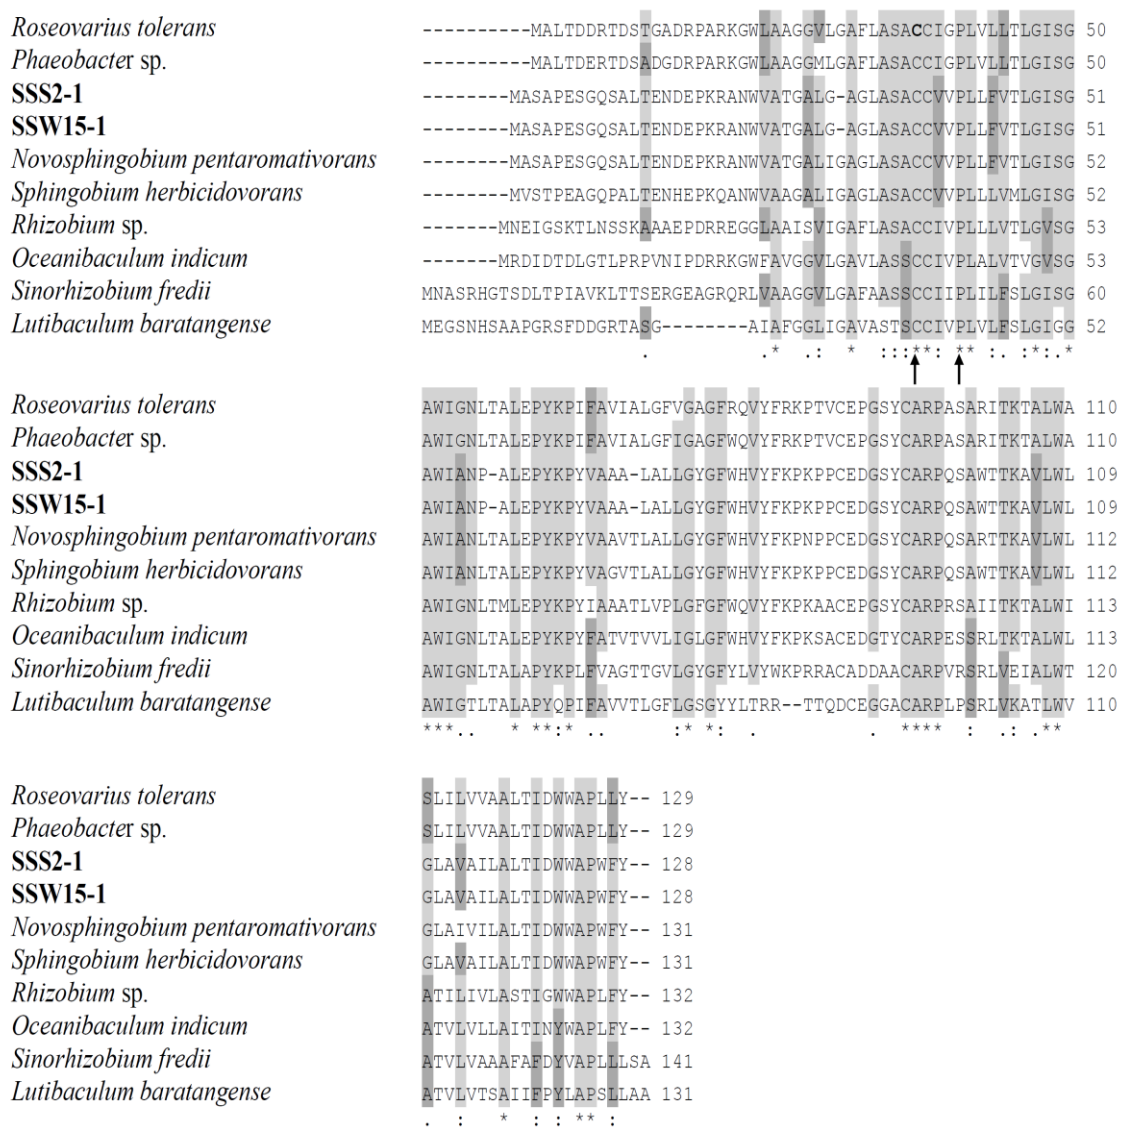 Roseovarius tolerans ----------MALTDDRTDSTGADRPARKGWLAAGGVLGAFLASACCIGPLVLLTLGISG 50
Phaeobacter sp. ----------MALTDERTDSADGDRPARKGWLAAGGMLGAFLASACCIGPLVLLTLGISG 50
SSS2-1 --------MASAPESGQSALTENDEPKRANWVATGALG-AGLASACCVVPLLFVTLGISG 51
SSW15-1 --------MASAPESGQSALTENDEPKRANWVATGALG-AGLASACCVVPLLFVTLGISG 51
Novosphingobium pentaromativorans --------MASAPESGQSALTENDEPKRANWVATGALIGAGLASACCVVPLLFVTLGISG 52
Sphingobium herbicidovorans --------MVSTPEAGQPALTENHEPKQANWVAAGALIGAGLASACCVVPLLLVMLGISG 52
Rhizobium sp. -------MNEIGSKTLNSSKAAAEPDRREGGLAAISVIGAFLASACCIVPLLLVTLGVSG 53
Oceanibaculum indicum -------MRDIDTDLGTLPRPVNIPDRRKGWFAVGGVLGAVLASSCCIVPLALVTVGVSG 53
Sinorhizobium fredii MNASRHGTSDLTPIAVKLTTSERGEAGRQRLVAAGGVLGAFAASSCCIIPLILFSLGISG 60
Lutibaculum baratangense MEGSNHSAAPGRSFDDGRTASG--------AIAFGGLIGAVASTSCCIVPLVLFSLGIGG 52
. .* .: * :::**: ** :. :*:.*
Roseovarius tolerans AWIGNLTALEPYKPIFAVIALGFVGAGFRQVYFRKPTVCEPGSYCARPASARITKTALWA 110
Phaeobacter sp. AWIGNLTALEPYKPIFAVIALGFIGAGFWQVYFRKPTVCEPGSYCARPASARITKTALWA 110
SSS2-1 AWIANP-ALEPYKPYVAAA-LALLGYGFWHVYFKPKPPCEDGSYCARPQSAWTTKAVLWL 109
SSW15-1 AWIANP-ALEPYKPYVAAA-LALLGYGFWHVYFKPKPPCEDGSYCARPQSAWTTKAVLWL 109
Novosphingobium pentaromativorans AWIANLTALEPYKPYVAAVTLALLGYGFWHVYFKPNPPCEDGSYCARPQSARTTKAVLWL 112
Sphingobium herbicidovorans AWIANLTALEPYKPYVAGVTLALLGYGFWHVYFKPKPPCEDGSYCARPQSAWTTKAVLWL 112
Rhizobium sp. AWIGNLTMLEPYKPYIAAATLVPLGFGFWQVYFKPKAACEPGSYCARPRSAIITKTALWI 113
Oceanibaculum indicum AWIGNLTALEPYKPYFATVTVVLIGLGFWHVYFKPKSACEDGTYCARPESSRLTKTALWL 113
Sinorhizobium fredii AWIGNLTALAPYKPLFVAGTTGVLGYGFYLVYWKPRRACADDAACARPVRSRLVEIALWT 120
Lutibaculum baratangense AWIGTLTALAPYQPIFAVVTLGFLGSGYYLTRR--TTQDCEGGACARPLPSRLVKATLWV 110
***.. * **:* .. :* *: . . **** : .: .**
Roseovarius tolerans SLILVVAALTIDWWAPLLY-- 129
Phaeobacter sp. SLILVVAALTIDWWAPLLY-- 129
SSS2-1 GLAVAILALTIDWWAPWFY-- 128
SSW15-1 GLAVAILALTIDWWAPWFY-- 128
Novosphingobium pentaromativorans GLAIVILALTIDWWAPWFY-- 131
Sphingobium herbicidovorans GLAVAILALTIDWWAPWFY-- 131
Rhizobium sp. ATILIVLASTIGWWAPLFY-- 132
Oceanibaculum indicum ATVLVLLAITINYWAPLFY-- 132
Sinorhizobium fredii ATVLVAAAFAFDYVAPLLLSA 141
Lutibaculum baratangense ATVLVTSAIIFPYLAPSLLAA 131
. : * : : ** :